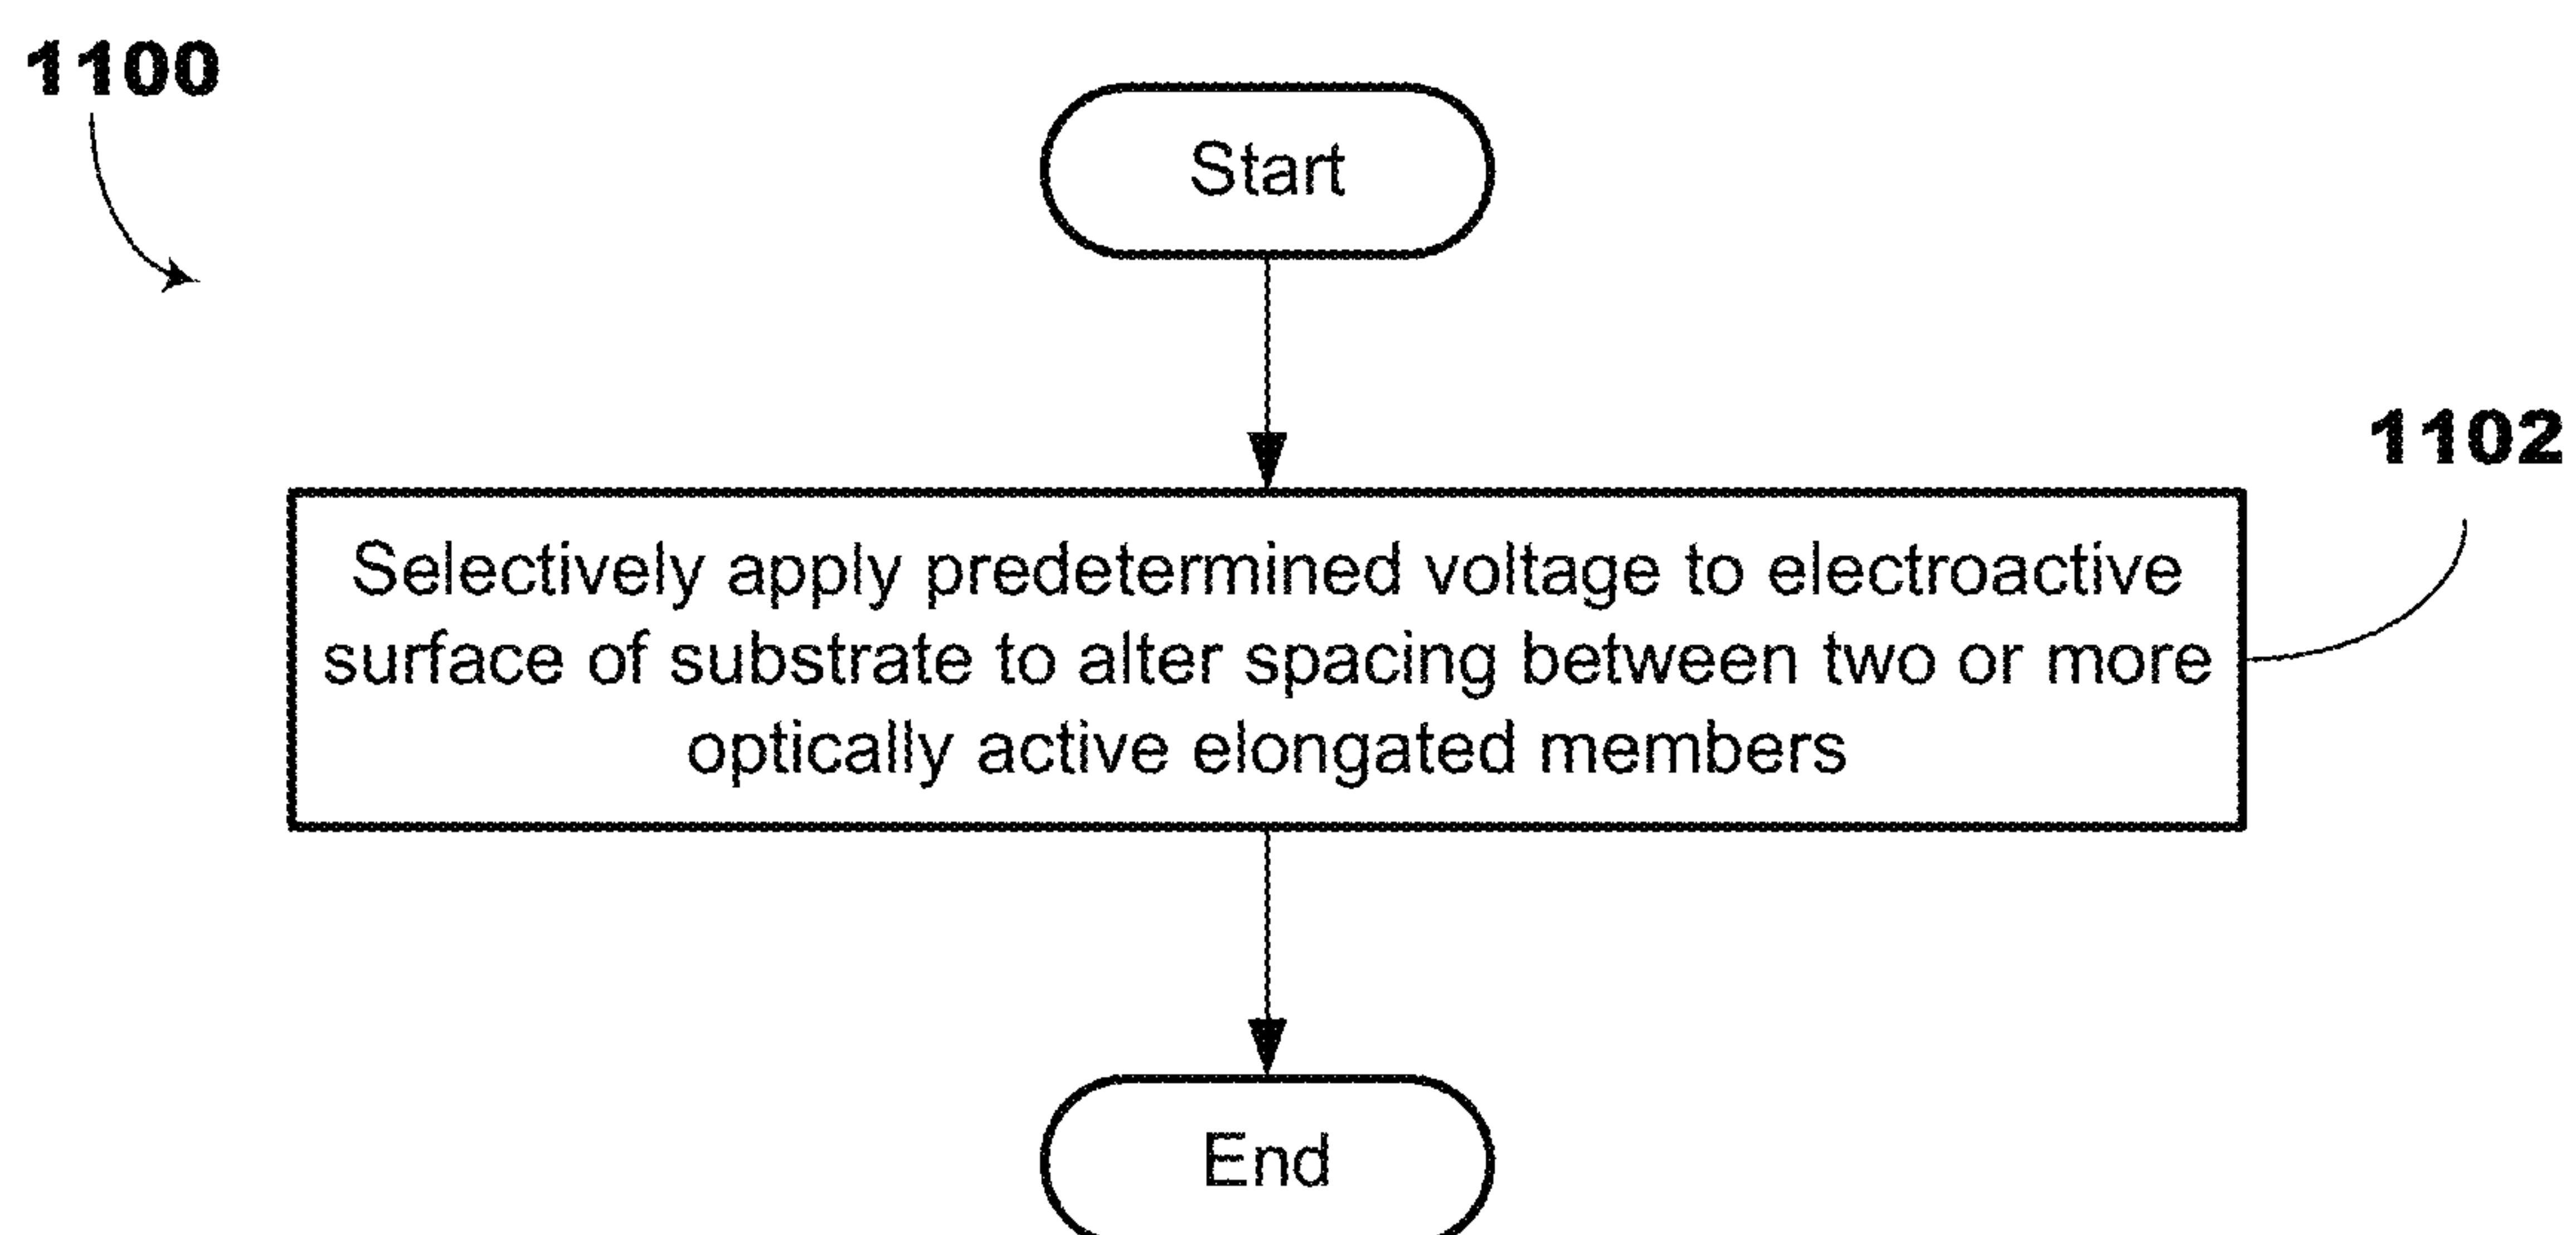 1100
Start
1102
Selectively apply predetermined voltage to electroactive
surface of substrate to alter spacing between two or more
optically active elongated members
End